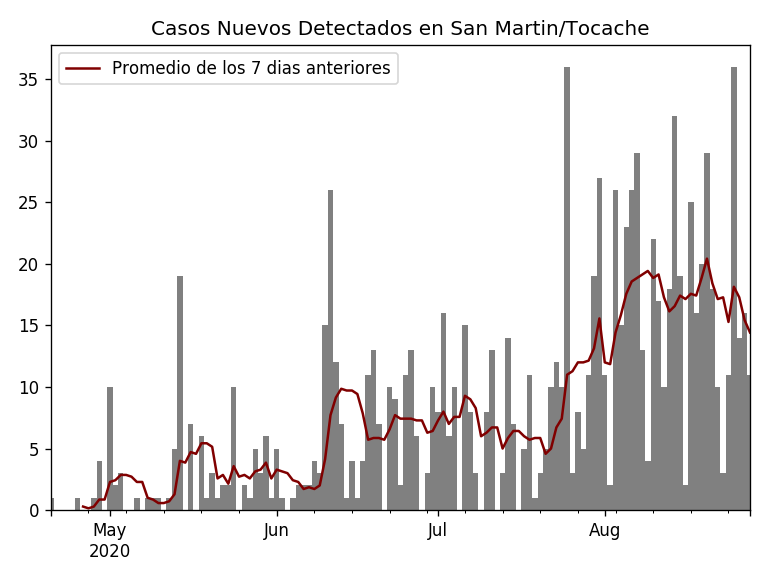 Casos Nuevos Detectados en San Martin/Tocache
Promedio de los 7 dias anteriores
35
30
25
20
15
10
5
0
May
2020
Jun
Jul
Aug